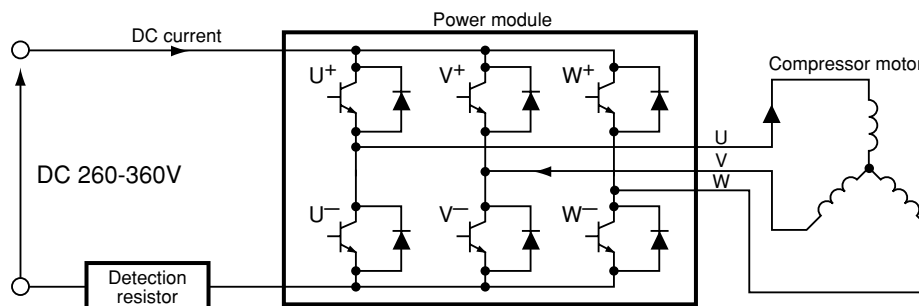 Power module
DC current
U+ V+ W+
Compressor motor
U
V
W
DC 260-360V
U− V− W−
Detection
resistor